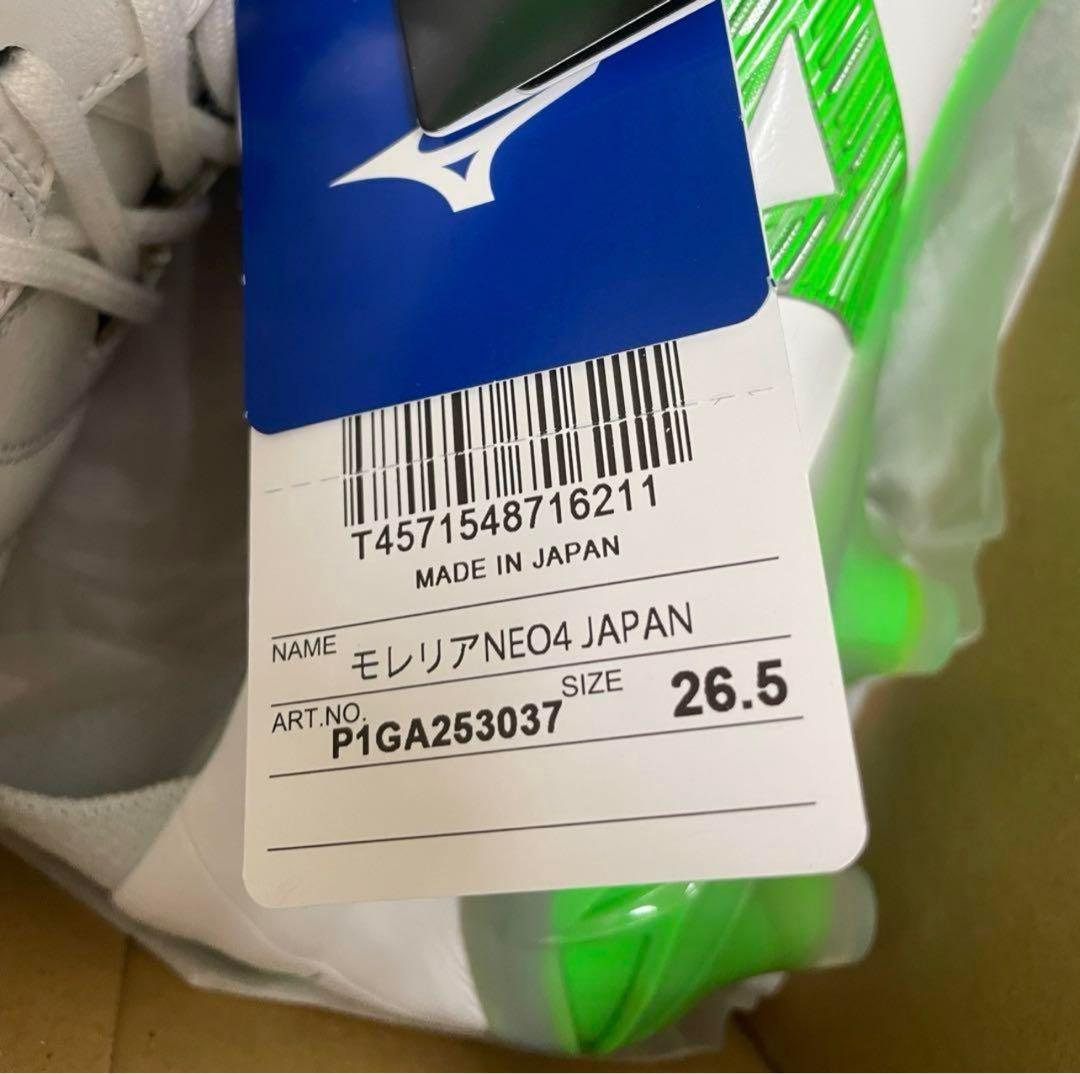 T4571548716211
MADE IN JAPAN
NAME モレリアNEO4 JAPAN
ART.NO. P1GA253037 SIZE 26.5